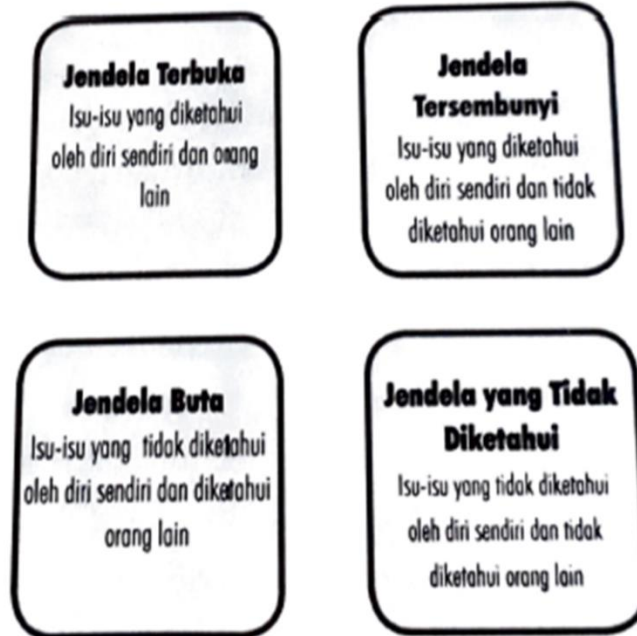 Jendela Terbuka
Isu-isu yang diketahui
oleh diri sendiri dan orang
lain
Jendela
Tersembunyi
Isu-isu yang diketahui
oleh diri sendiri dan tidak
diketahui orang lain
Jendela Buta
Isu-isu yang tidak diketahui
oleh diri sendiri dan diketahui
orang lain
Jendela yang Tidak
Diketahui
Isu-isu yang tidak diketahui
oleh diri sendiri dan tidak
diketahui orang lain